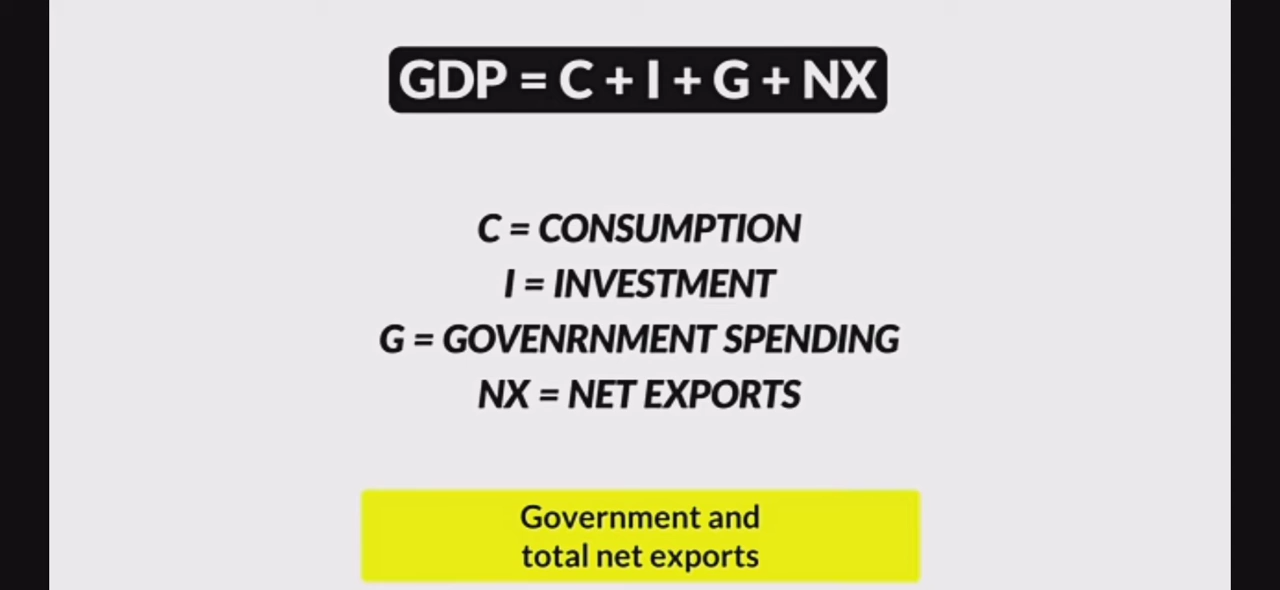 GDP = C + I + G + NX
C = CONSUMPTION
I = INVESTMENT
G = GOVENRNMENT SPENDING
NX = NET EXPORTS
Government and
total net exports